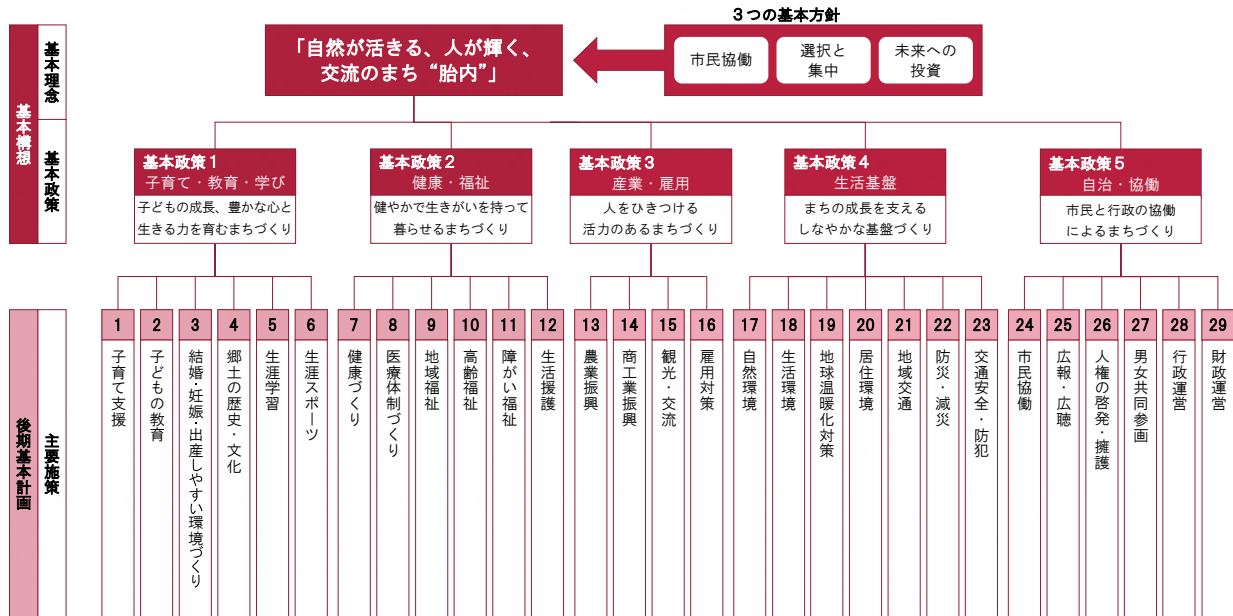 3つの基本方針
「自然が活きる、人が輝く、
交流のまち“胎内”」
市民協働
選択と
集中
未来への
投資
基本構想
基本理念
基本政策
基本政策1
子育て・教育・学び
子どもの成長、豊かな心と
生きる力を育むまちづくり
基本政策2
健康・福祉
健やかで生きがいを持って
暮らせるまちづくり
基本政策3
産業・雇用
人をひきつける
活力のあるまちづくり
基本政策4
生活基盤
まちの成長を支える
しなやかな基盤づくり
基本政策5
自治・協働
市民と行政の協働
によるまちづくり
後期基本計画
主要施策
1
子育て支援
2
子どもの教育
3
結婚・妊娠・出産しやすい環境づくり
4
郷土の歴史・文化
5
生涯学習
6
生涯スポーツ
7
健康づくり
8
医療体制づくり
9
地域福祉
10
高齢福祉
11
障がい福祉
12
生活援護
13
農業振興
14
商工業振興
15
観光・交流
16
雇用対策
17
自然環境
18
生活環境
19
地球温暖化対策
20
居住環境
21
地域交通
22
防災・減災
23
交通安全・防犯
24
市民協働
25
広報・広聴
26
人権の啓発・擁護
27
男女共同参画
28
行政運営
29
財政運営